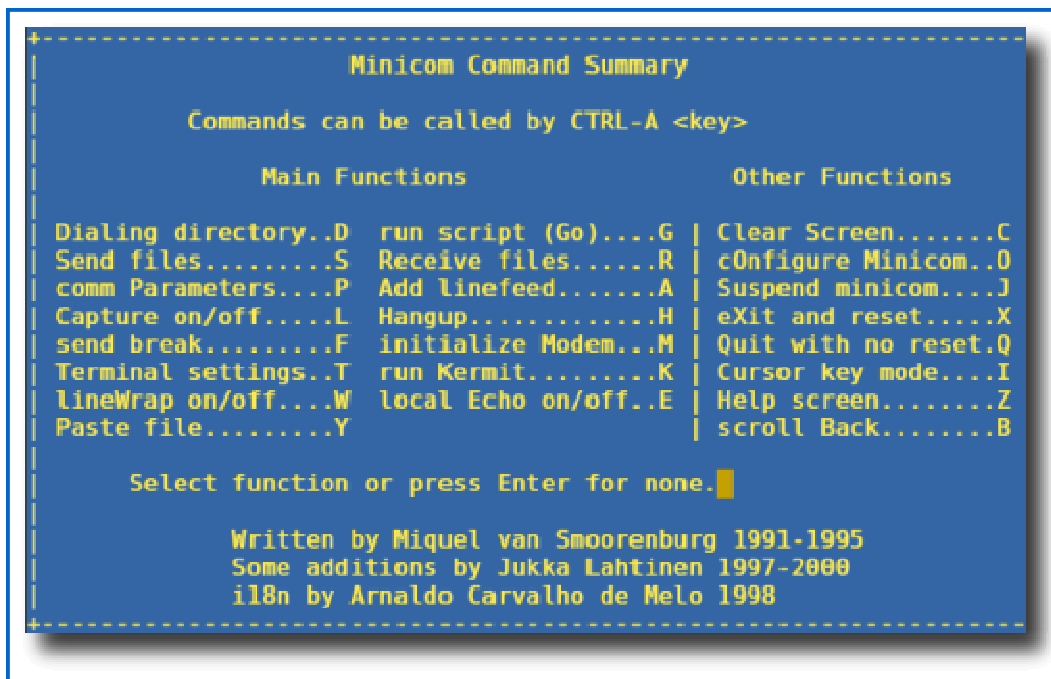 Minicom Command Summary
Commands can be called by CTRL-A <key>
Main Functions Other Functions
Dialing directory..D run script (Go)....G | Clear Screen.......C
Send files.........S Receive files......R | cOnfigure Minicom..O
comm Parameters....P Add linefeed.......A | Suspend minicom....J
Capture on/off.....L Hangup.............H | eXit and reset.....X
send break.........F initialize Modem...M | Quit with no reset.Q
Terminal settings..T run Kermit.........K | Cursor key mode....I
lineWrap on/off....W local Echo on/off..E | Help screen........Z
Paste file.........Y | scroll Back........B
Select function or press Enter for none.
Written by Miquel van Smoorenburg 1991-1995
Some additions by Jukka Lahtinen 1997-2000
i18n by Arnaldo Carvalho de Melo 1998